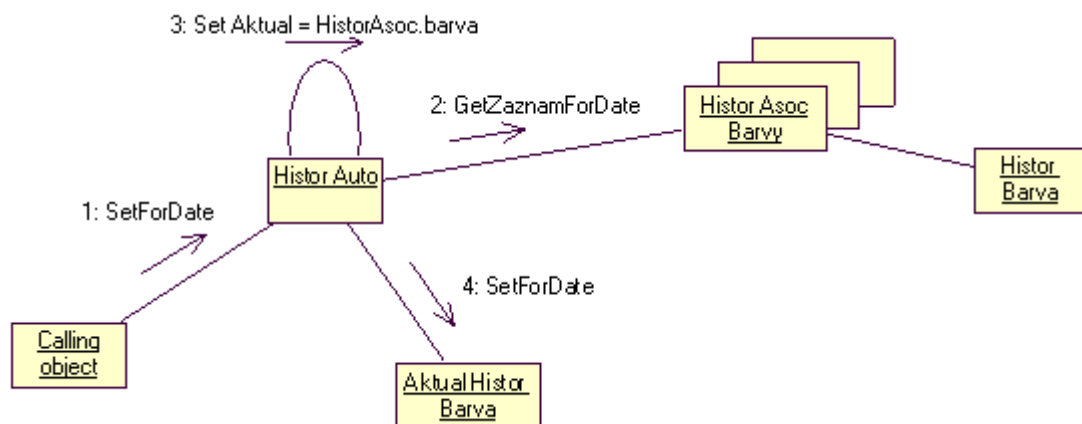 3: Set Aktual = HistorAsoc.barva
2: GetZaznamForDate
Histor Asoc
Barvy
Histor Auto
Histor
Barva
1: SetForDate
4: SetForDate
Calling
object
Aktual Histor
Barva